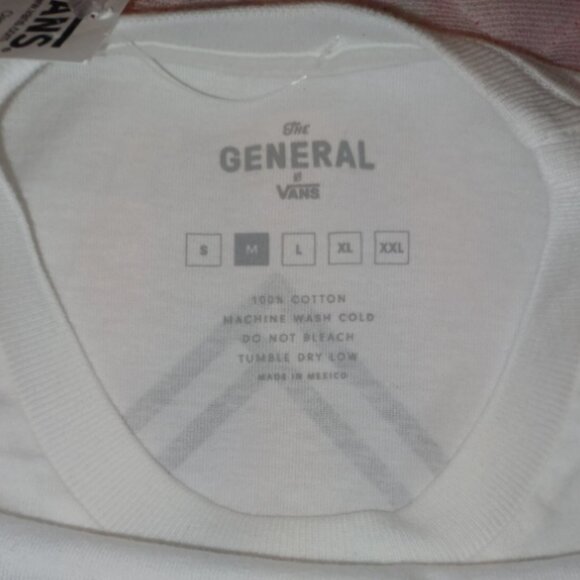 VANS
The
GENERAL
VANS
S M L XL XXL
100% COTTON
MACHINE WASH COLD
DO NOT BLEACH
TUMBLE DRY LOW
MADE IN MEXICO